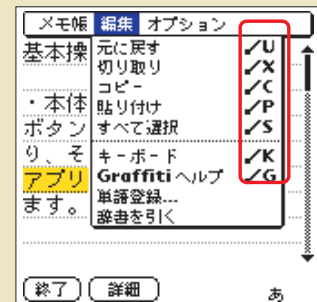 メモ帳 編集 オプション
基本操
元に戻す ／U
切り取り ／X
コピー ／C
・本体
貼り付け ／P
ボタン
すべて選択 ／S
り、そ
キーボード ／K
アプリ
Graffiti ヘルプ ／G
ます。
単語登録...
辞書を引く
終了 詳細 あ